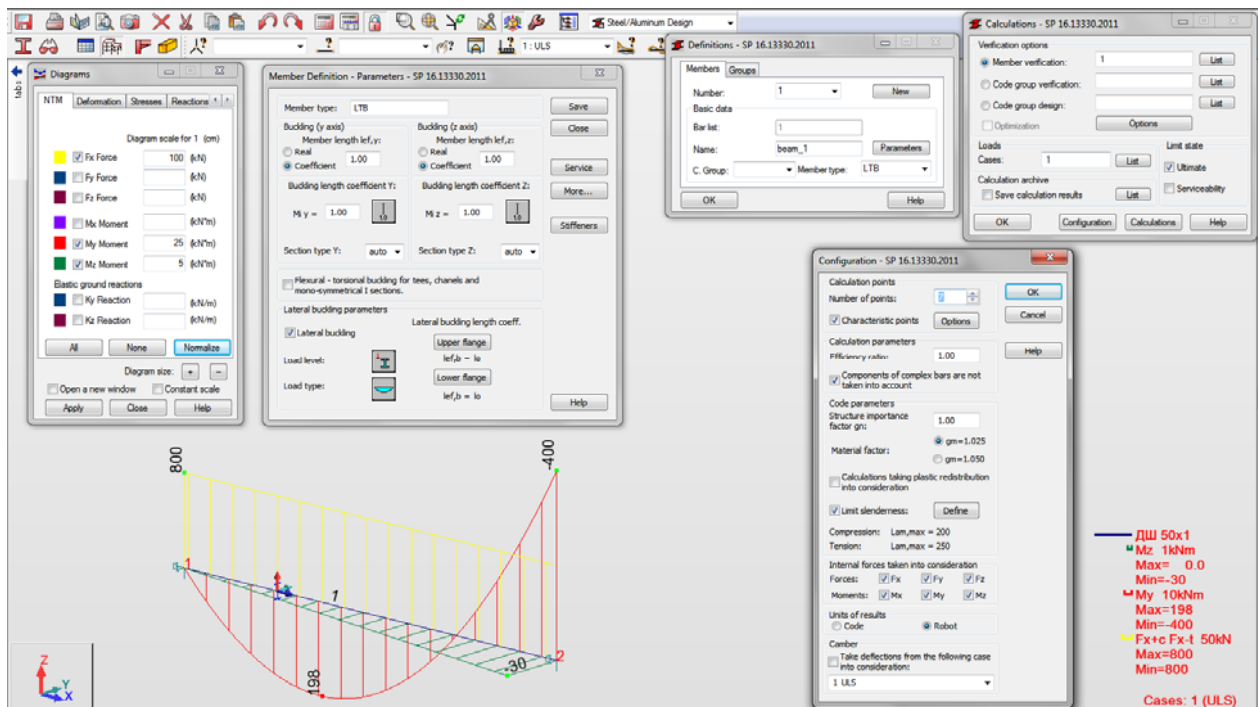 Steel/Aluminum Design
1 : ULS
tabs
Diagrams
NTM Deformation Stresses Reactions
Diagram scale for 1 (cm)
Fx Force 100 (kN)
Fy Force (kN)
Fz Force (kN)
Mx Moment (kN*m)
My Moment 25 (kN*m)
Mz Moment 5 (kN*m)
Elastic ground reactions
Ky Reaction (kN/m)
Kz Reaction (kN/m)
All None Normalize
Diagram size: + -
Open a new window Constant scale
Apply Close Help
Member Definition - Parameters - SP 16.13330.2011
Member type: LTB
Save
Close
Service
More...
Stiffeners
Help
Buckling (y axis)
Member length lef,y:
Real
Coefficient 1.00
Buckling length coefficient Y:
Mi y = 1.00 1.0
Section type Y: auto
Buckling (z axis)
Member length lef,z:
Real
Coefficient 1.00
Buckling length coefficient Z:
Mi z = 1.00 1.0
Section type Z: auto
Flexural - torsional buckling for tees, chanels and
mono-symmetrical I sections.
Lateral buckling parameters
Lateral buckling
Load level:
Load type:
Lateral buckling length coeff.
Upper flange
lef,b = lo
Lower flange
lef,b = lo
Definitions - SP 16.13330.2011
Members Groups
Number: 1 New
Basic data
Bar list: 1
Name: beam_1 Parameters
C. Group: Member type: LTB
OK Help
Calculations - SP 16.13330.2011
Verification options
Member verification: 1 List
Code group verification: List
Code group design: List
Optimization Options
Loads
Cases: 1 List
Limit state
Ultimate
Serviceability
Calculation archive
Save calculation results List
OK Configuration Calculations Help
Configuration - SP 16.13330.2011
Calculation points
Number of points: 7
Characteristic points Options
OK
Cancel
Help
Calculation parameters
Efficiency ratio: 1.00
Components of complex bars are not
taken into account
Code parameters
Structure importance
factor gn: 1.00
Material factor:
gm=1.025
gm=1.050
Calculations taking plastic redistribution
into consideration
Limit slenderness: Define
Compression: Lam,max = 200
Tension: Lam,max = 250
Internal forces taken into consideration
Forces: Fx Fy Fz
Moments: Mx My Mz
Units of results
Code Robot
Camber
Take deflections from the following case
into consideration:
1 ULS
800
-400
1
1
2
198
-30
Z
Y
X
ДШ 50x1
Mz 1kNm
Max= 0.0
Min=-30
My 10kNm
Max=198
Min=-400
Fx+c Fx-t 50kN
Max=800
Min=800
Cases: 1 (ULS)